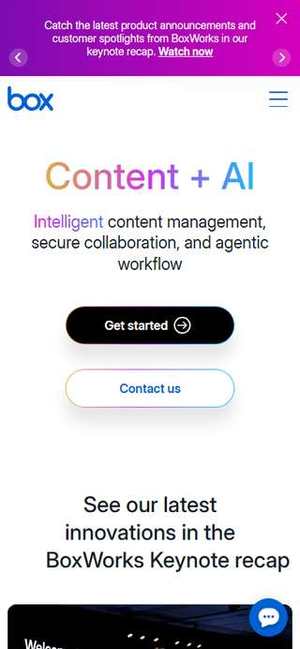 Catch the latest product announcements and
customer spotlights from BoxWorks in our
keynote recap. Watch now
box
Content + AI
Intelligent content management,
secure collaboration, and agentic
workflow
Get started
Contact us
See our latest
innovations in the
BoxWorks Keynote recap